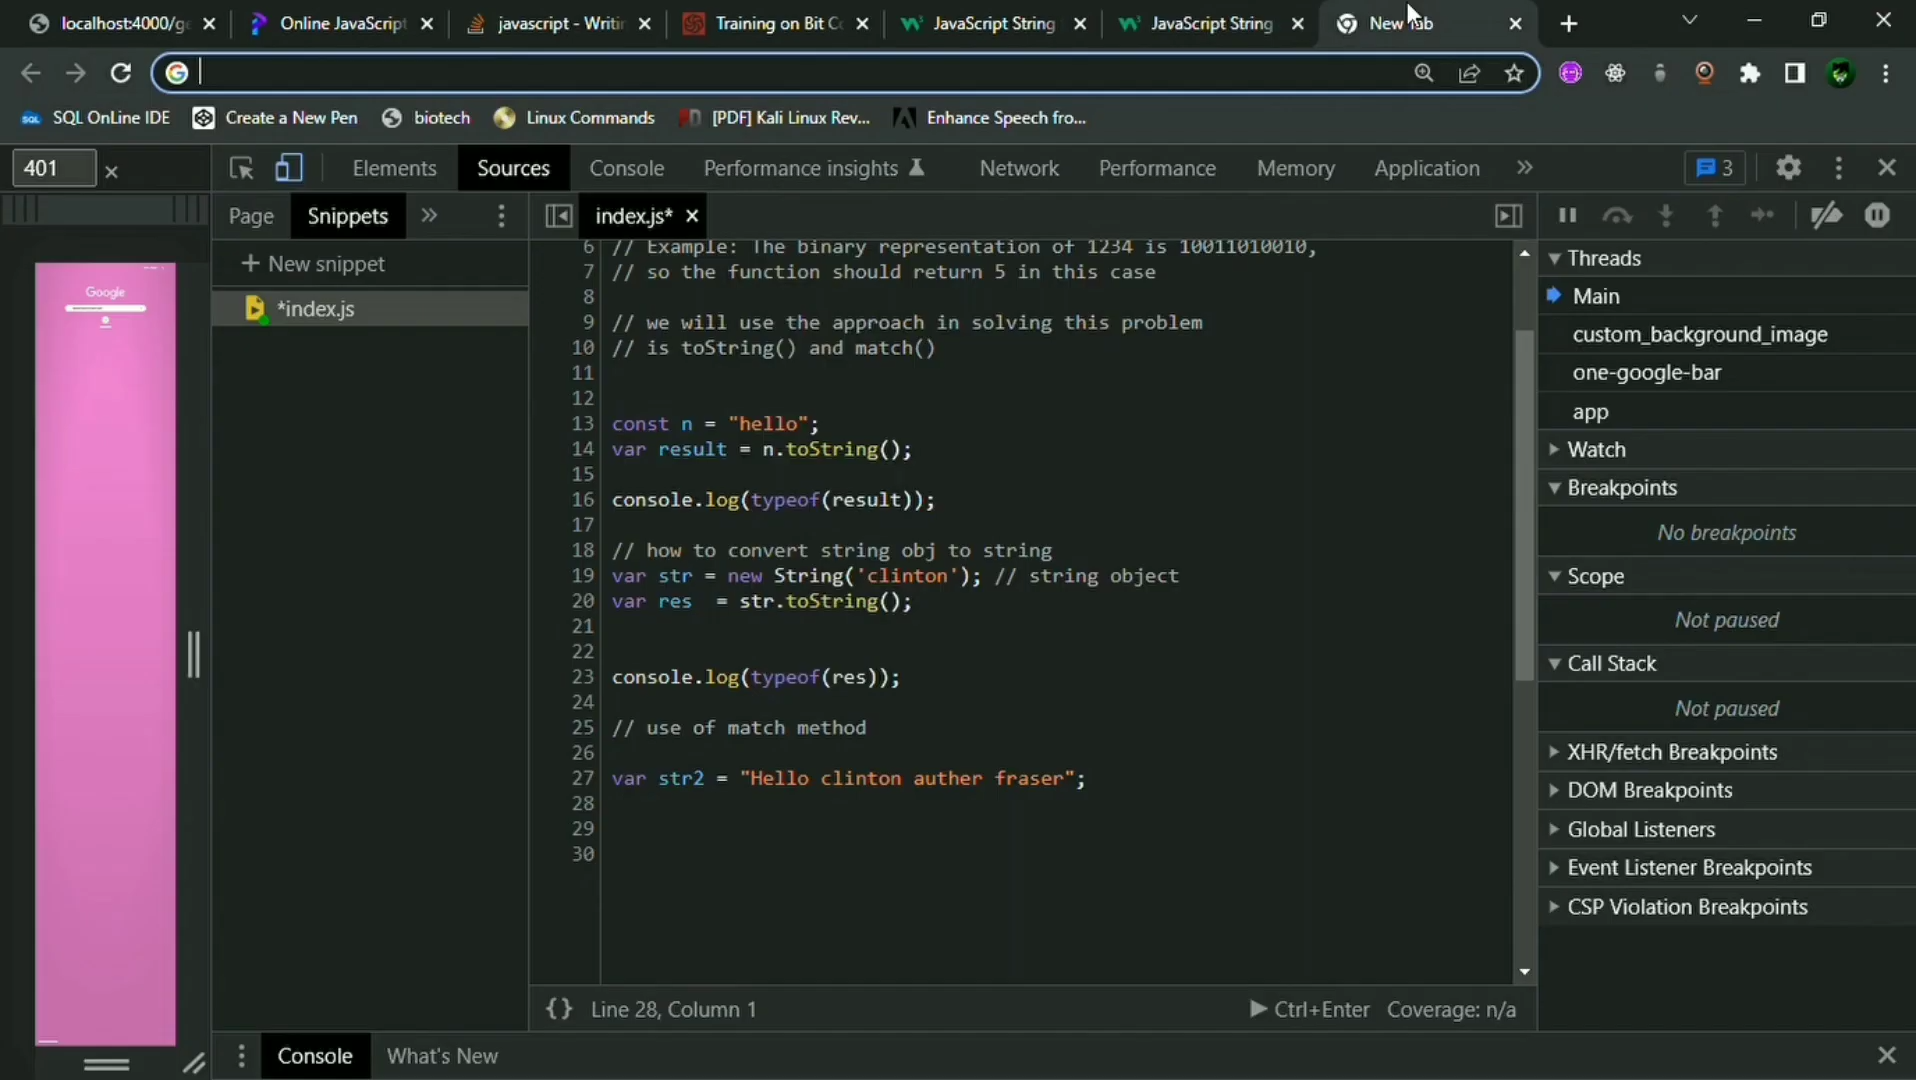 localhost:4000/g
Online JavaScript
javascript - Writi
Training on Bit C
JavaScript String
JavaScript String
New Tab
SQL OnLine IDE
Create a New Pen
biotech
Linux Commands
[PDF] Kali Linux Rev...
Enhance Speech fro...
401
Elements
Sources
Console
Performance insights
Network
Performance
Memory
Application
3
Page
Snippets
index.js*
+ New snippet
*index.js
Google
6 // Example: The binary representation of 1234 is 10011010010,
7 // so the function should return 5 in this case
8
9 // we will use the approach in solving this problem
10 // is toString() and match()
11
12
13 const n = "hello";
14 var result = n.toString();
15
16 console.log(typeof(result));
17
18 // how to convert string obj to string
19 var str = new String('clinton'); // string object
20 var res  = str.toString();
21
22
23 console.log(typeof(res));
24
25 // use of match method
26
27 var str2 = "Hello clinton auther fraser";
28
29
30
Threads
Main
custom_background_image
one-google-bar
app
Watch
Breakpoints
No breakpoints
Scope
Not paused
Call Stack
Not paused
XHR/fetch Breakpoints
DOM Breakpoints
Global Listeners
Event Listener Breakpoints
CSP Violation Breakpoints
{} Line 28, Column 1
Ctrl+Enter
Coverage: n/a
Console
What's New